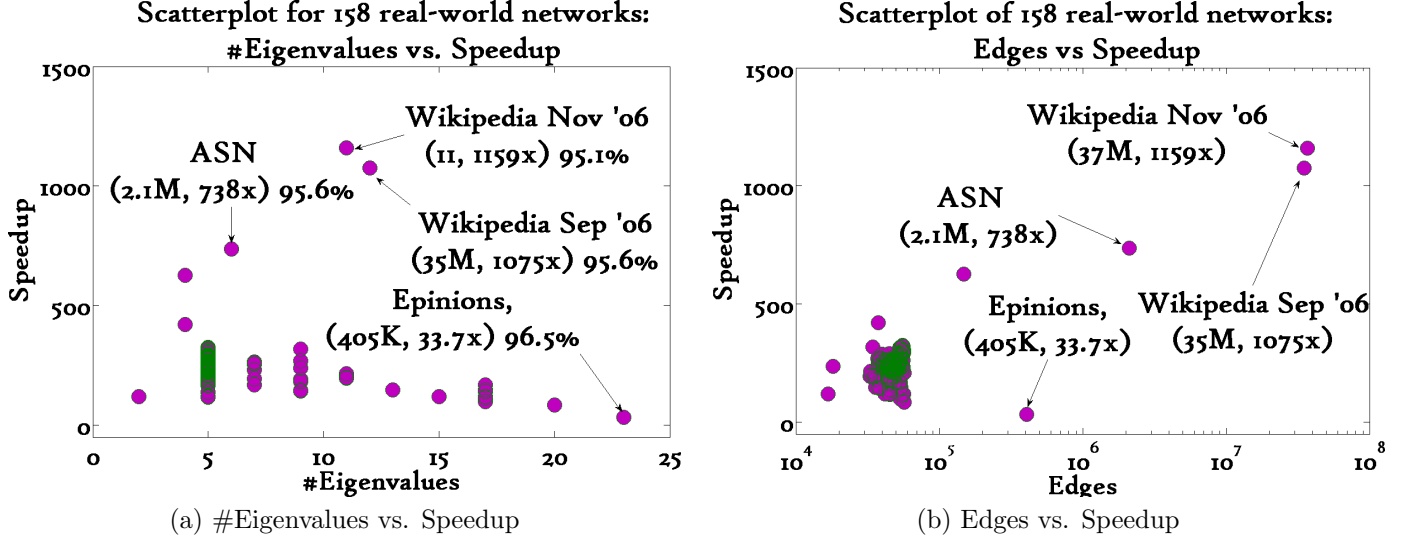 Scatterplot for 158 real-world networks:
#Eigenvalues vs. Speedup
1500
1000
500
0
Speedup
ASN
(2.1M, 738x) 95.6%
Wikipedia Nov '06
(11, 1159x) 95.1%
Wikipedia Sep '06
(35M, 1075x) 95.6%
Epinions,
(405K, 33.7x) 96.5%
0 5 10 15 20 25
#Eigenvalues
(a) #Eigenvalues vs. Speedup
Scatterplot of 158 real-world networks:
Edges vs Speedup
1500
1000
500
0
Speedup
Wikipedia Nov '06
(37M, 1159x)
ASN
(2.1M, 738x)
Epinions,
(405K, 33.7x)
Wikipedia Sep '06
(35M, 1075x)
10^4 10^5 10^6 10^7 10^8
Edges
(b) Edges vs. Speedup